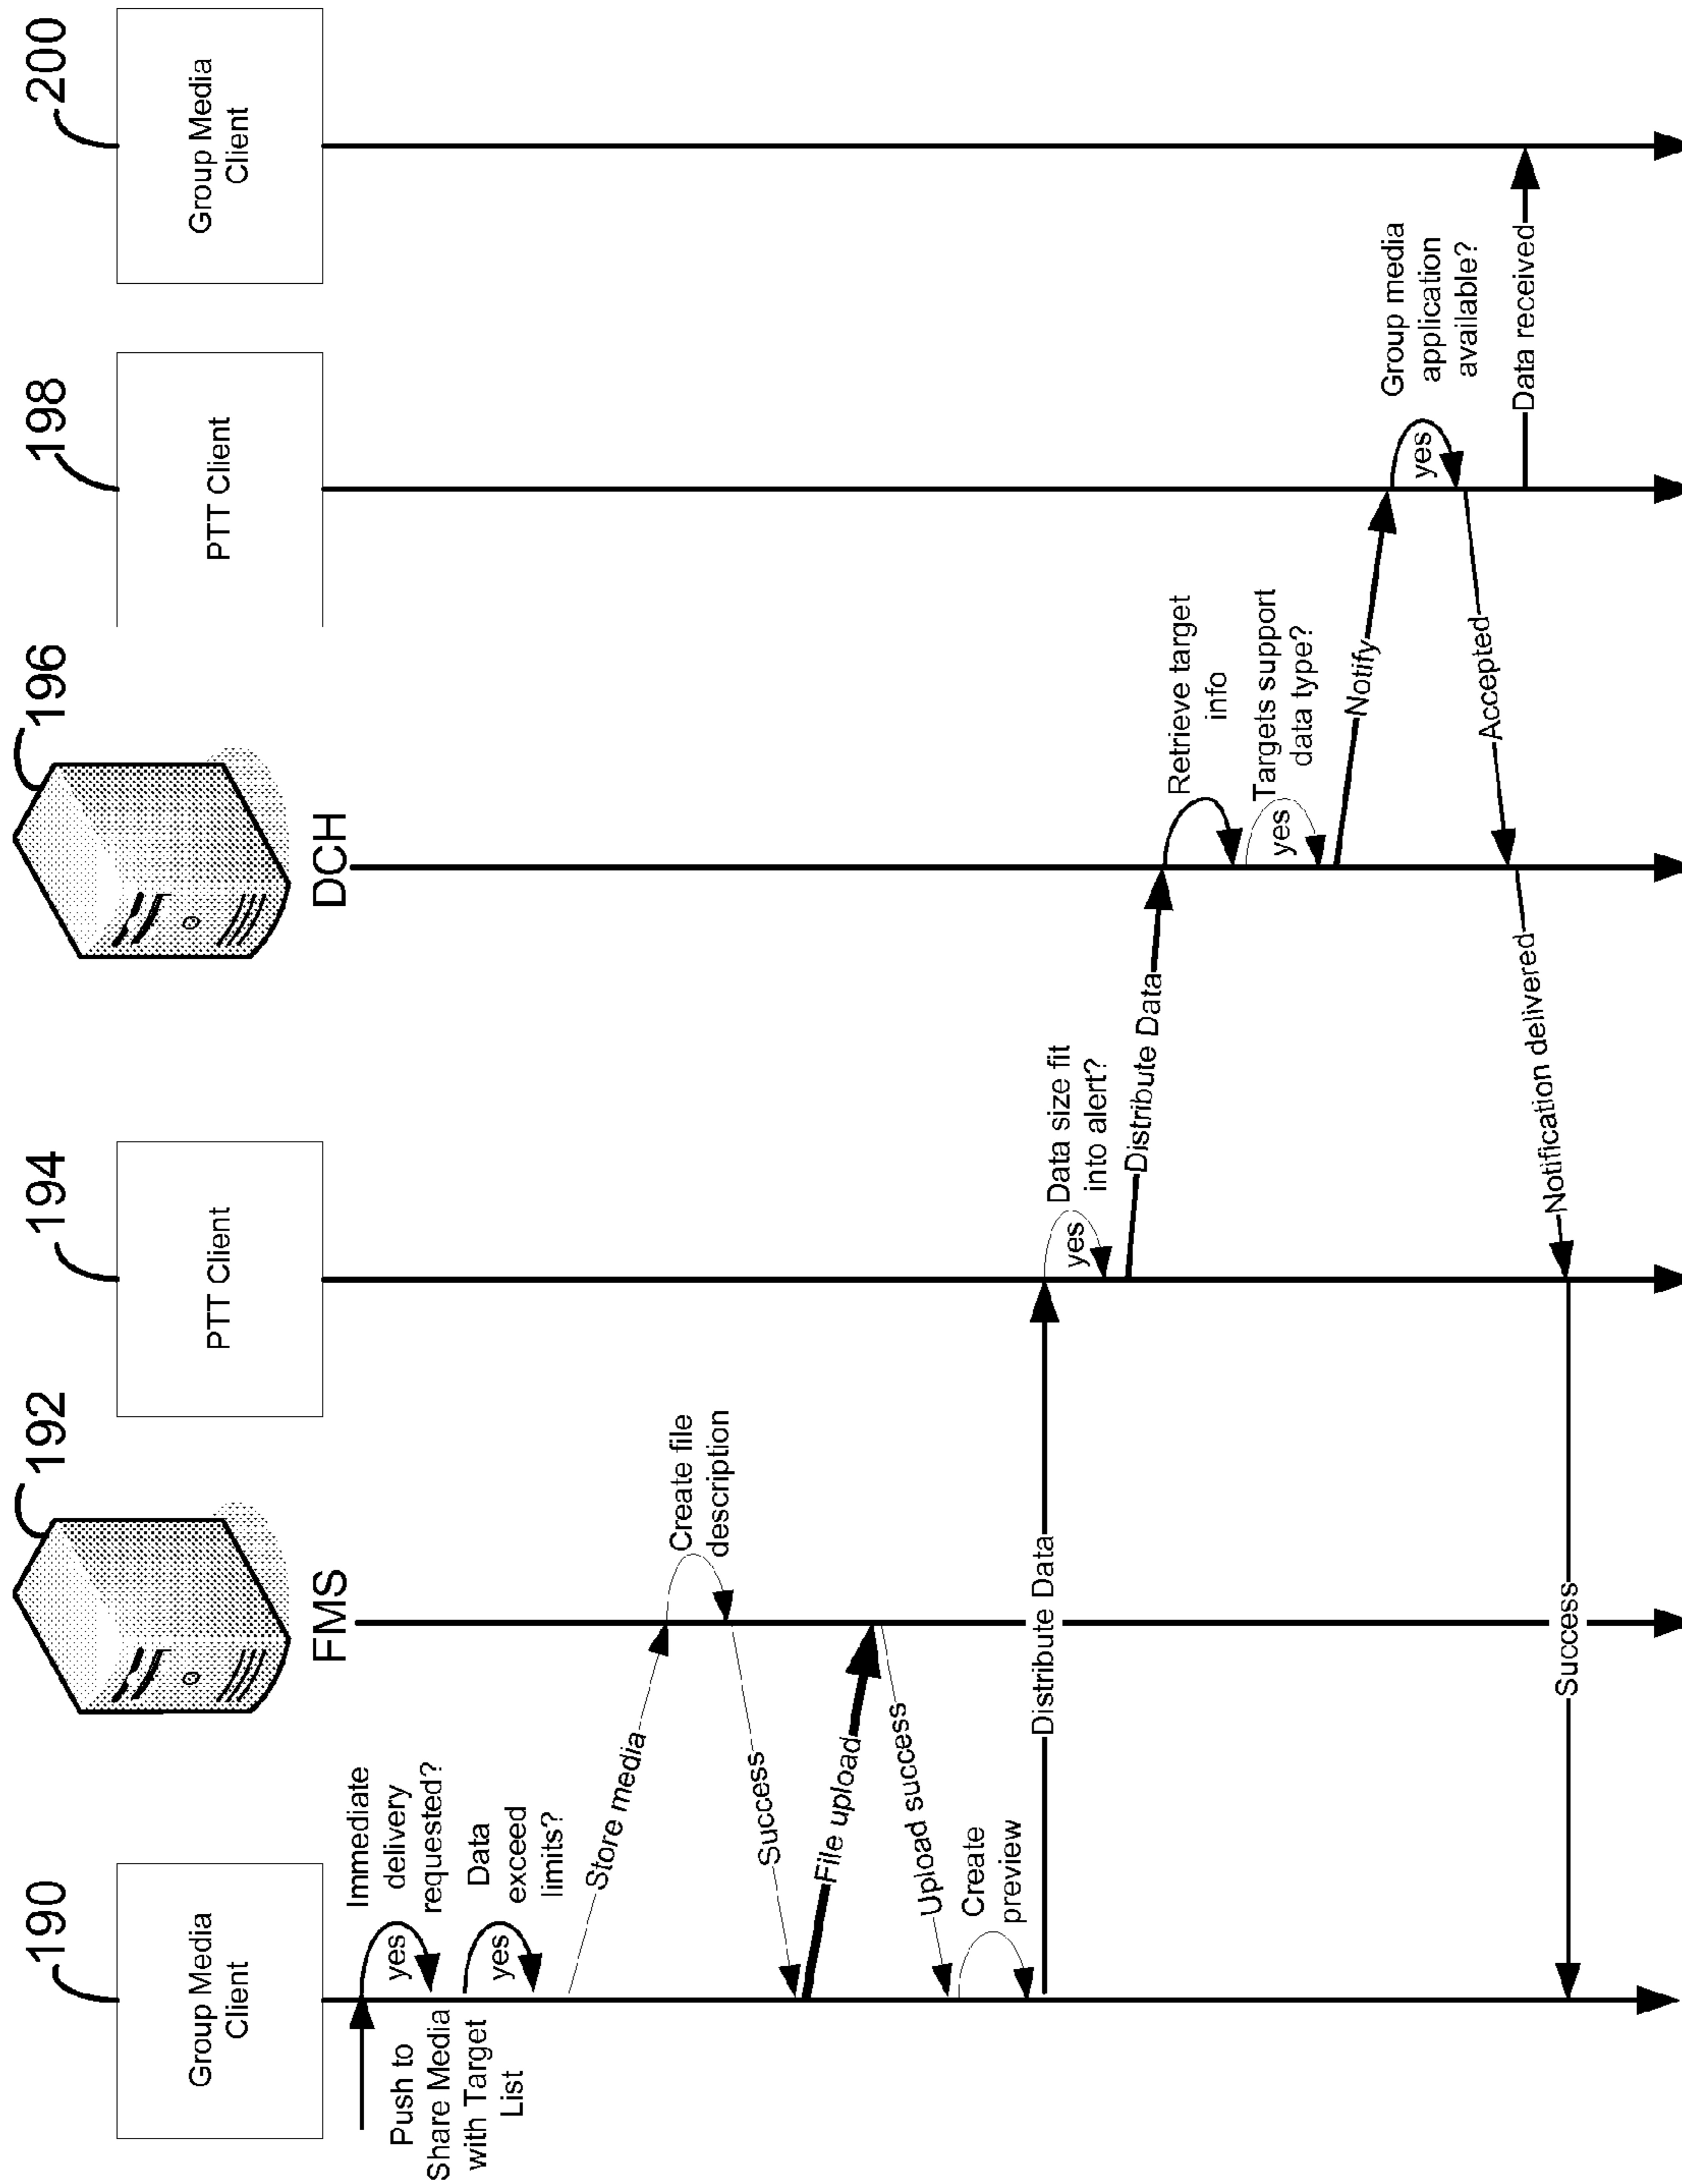 190
192
194
196
198
200
Group Media
Client
FMS
PTT Client
DCH
PTT Client
Group Media
Client
Push to
Share Media
with Target
List
yes
Immediate
delivery
requested?
yes
Data
exceed
limits?
Store media
Create file
description
Success
File upload
Upload success
Create
preview
Distribute Data
yes
Data size fit
into alert?
Distribute Data
Retrieve target
info
yes
Targets support
data type?
Notify
yes
Group media
application
available?
Accepted
Data received
Notification delivered
Success